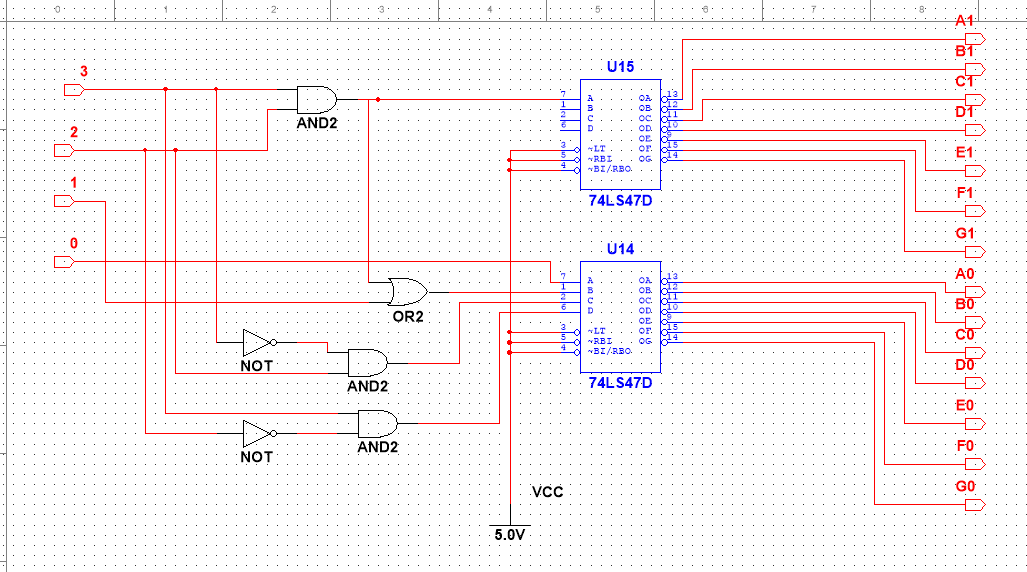 0 1 2 3 4 5 6 7 8
3
AND2
2
1
0
U15
7 A OA 13
1 B OB 12
2 C OC 11
6 D OD 10
OE 9
3 ~LT OF 15
5 ~RBI OG 14
4 ~BI/RBO
74LS47D
A1
B1
C1
D1
E1
F1
G1
U14
7 A OA 13
1 B OB 12
2 C OC 11
6 D OD 10
OE 9
3 ~LT OF 15
5 ~RBI OG 14
4 ~BI/RBO
74LS47D
OR2
NOT
AND2
NOT
AND2
A0
B0
C0
D0
E0
F0
G0
VCC
5.0V